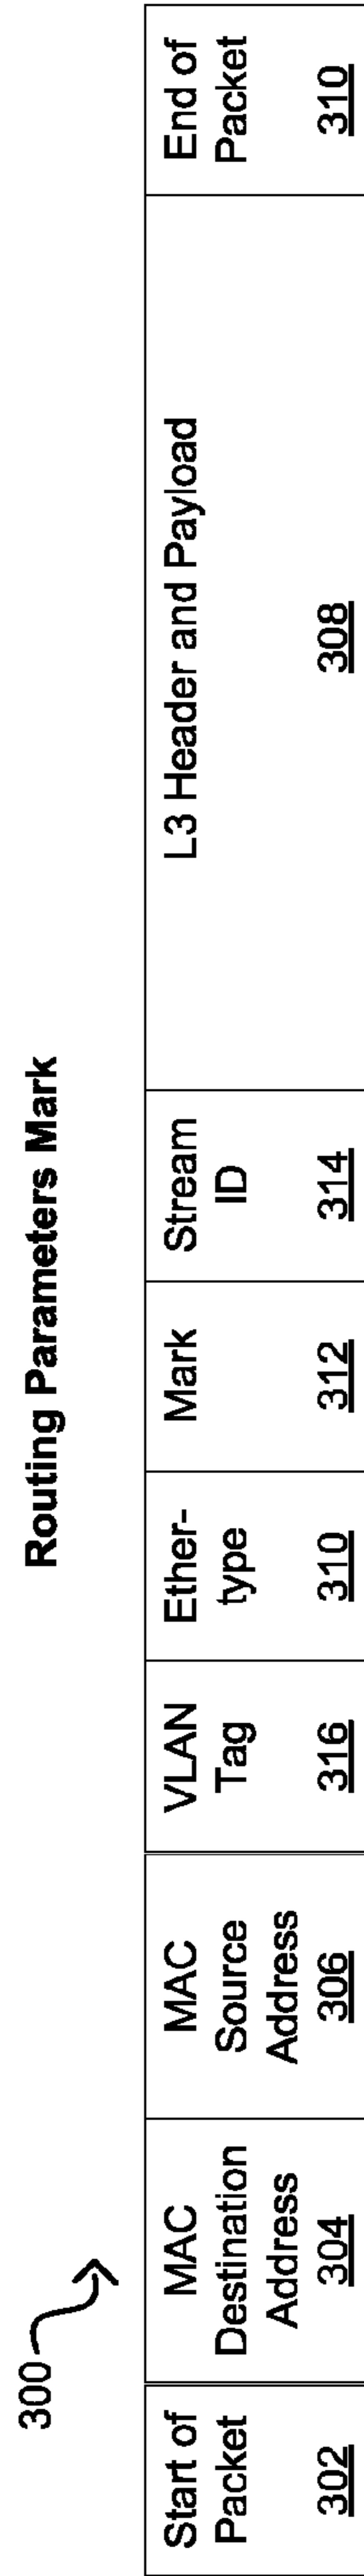 Routing Parameters Mark
300
Start of
Packet
302
MAC
Destination
Address
304
MAC
Source
Address
306
VLAN
Tag
316
Ether-
type
310
Mark
312
Stream
ID
314
L3 Header and Payload
308
End of
Packet
310